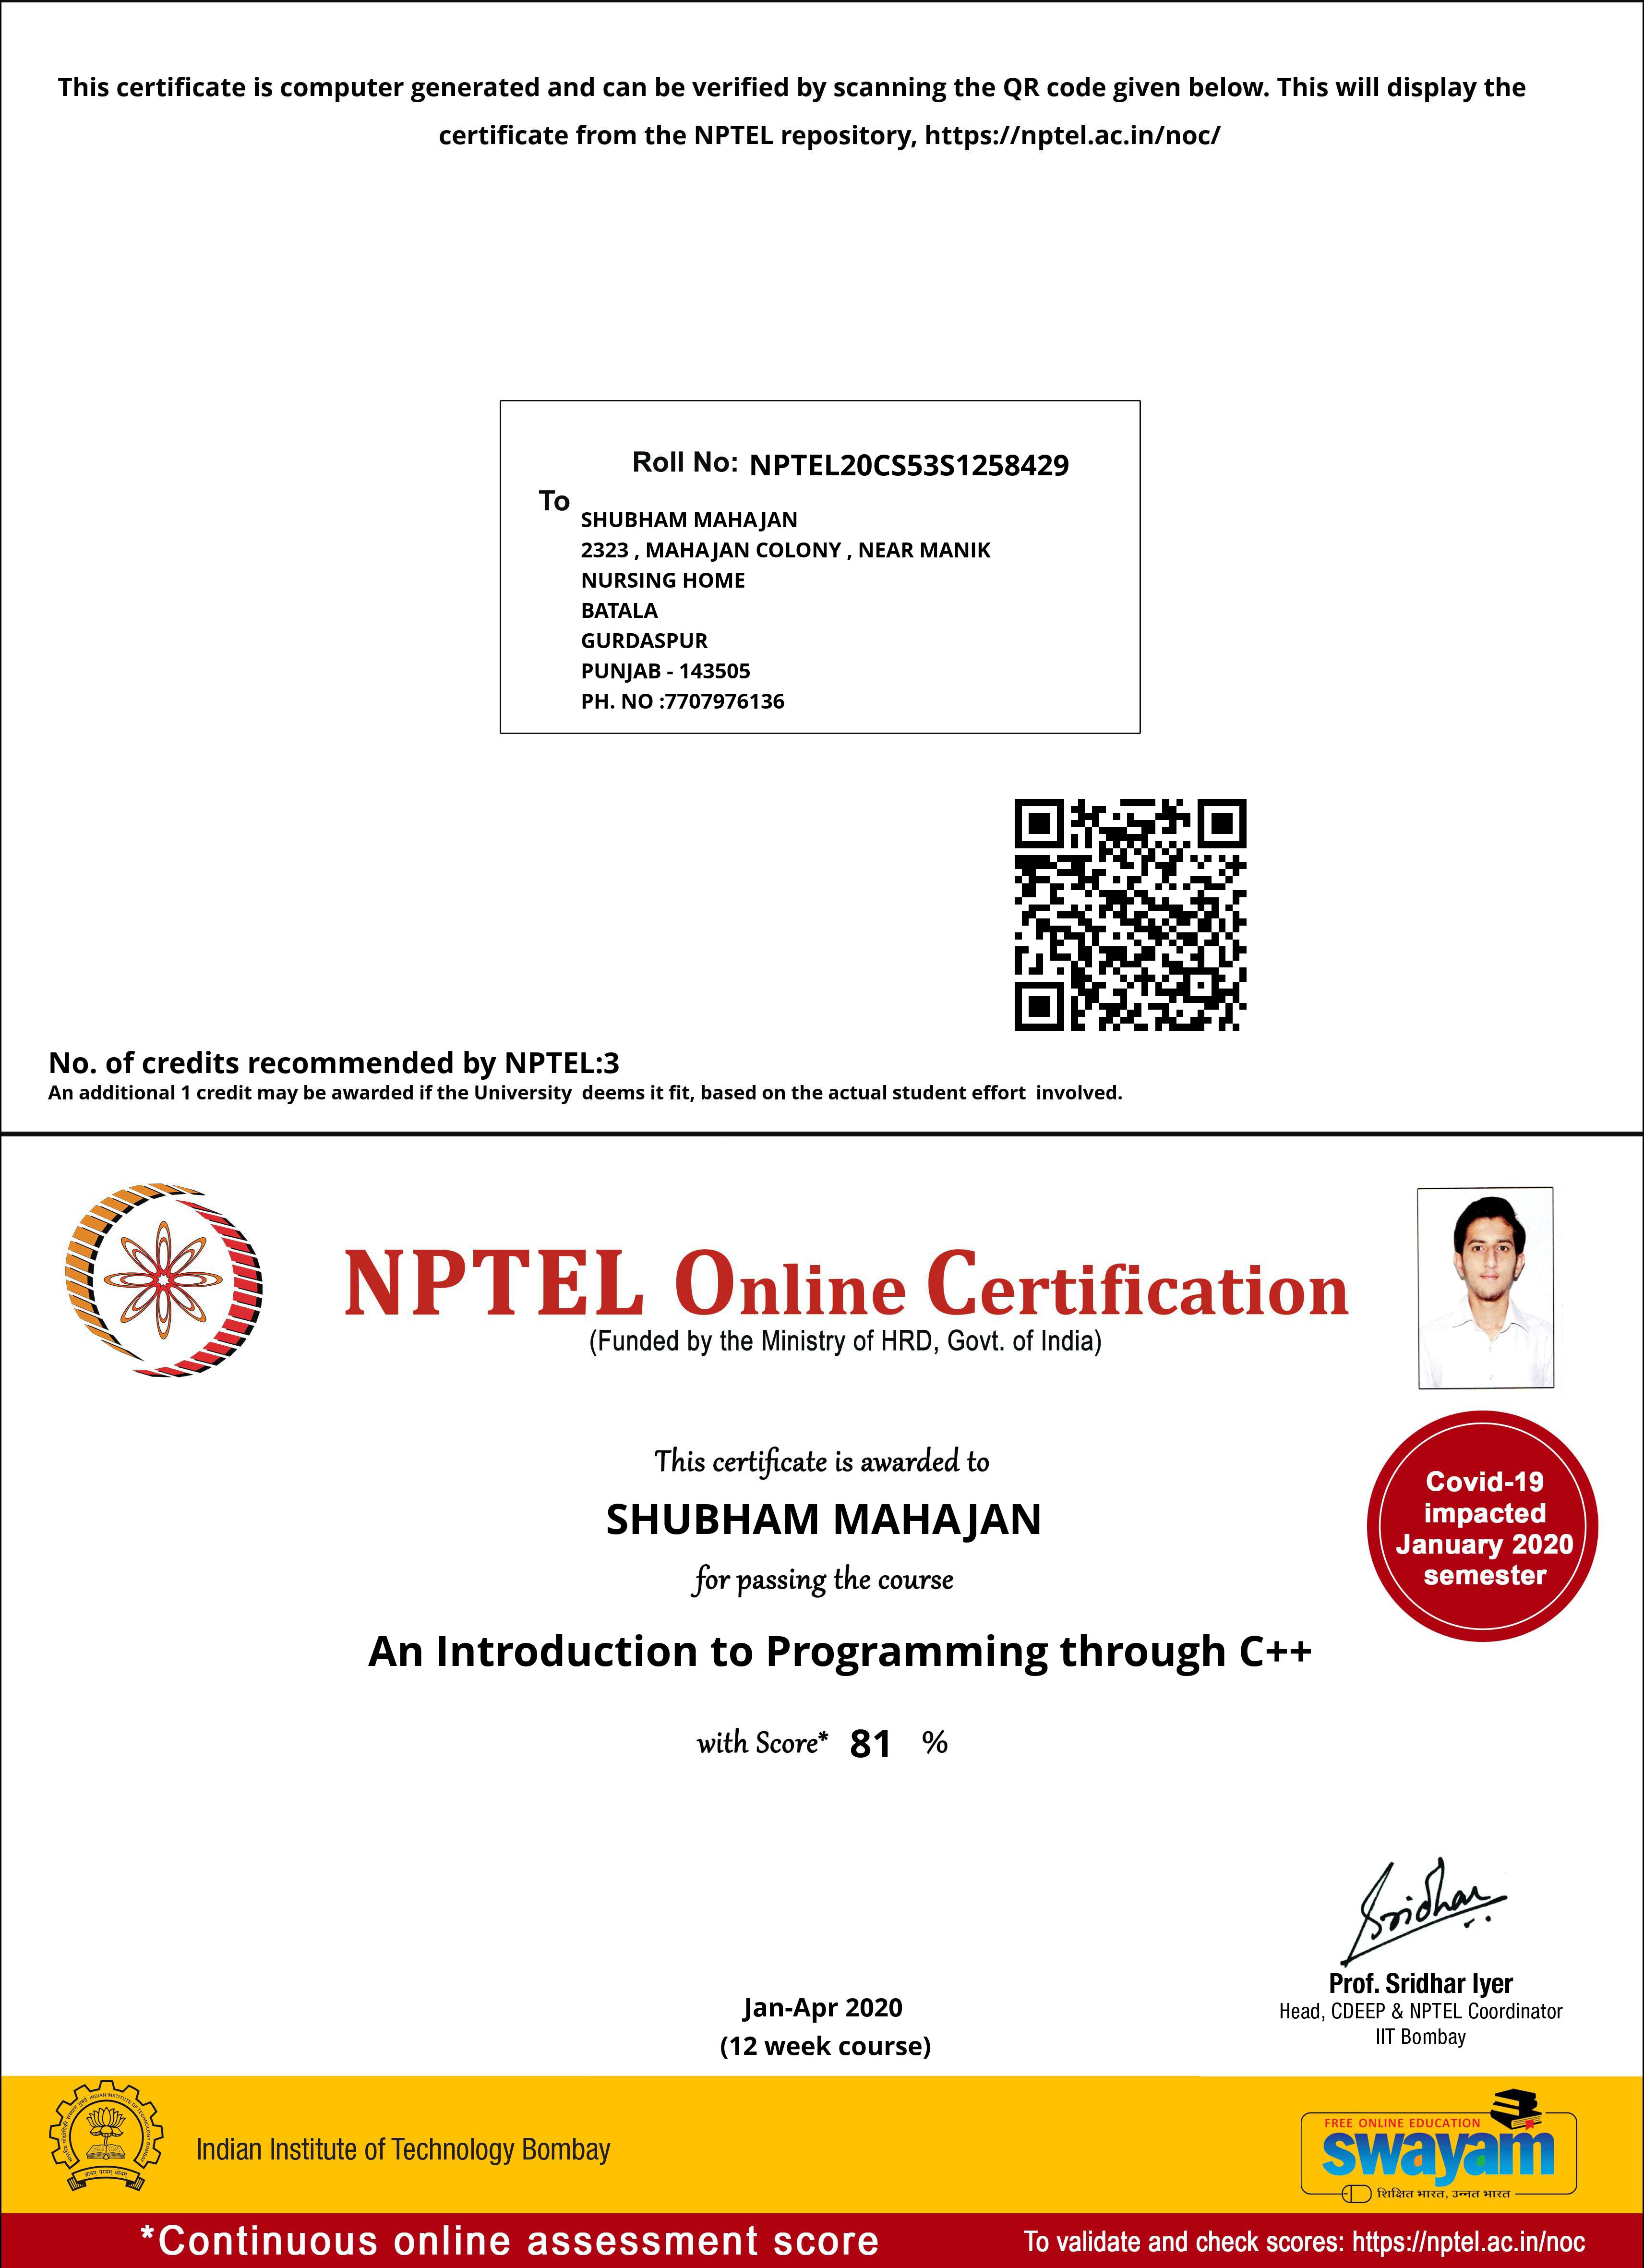 This certificate is computer generated and can be verified by scanning the QR code given below. This will display the
certificate from the NPTEL repository, https://nptel.ac.in/noc/
Roll No: NPTEL20CS53S1258429
To
SHUBHAM MAHAJAN
2323 , MAHAJAN COLONY , NEAR MANIK
NURSING HOME
BATALA
GURDASPUR
PUNJAB - 143505
PH. NO :7707976136
No. of credits recommended by NPTEL:3
An additional 1 credit may be awarded if the University deems it fit, based on the actual student effort involved.
NPTEL Online Certification
(Funded by the Ministry of HRD, Govt. of India)
This certificate is awarded to
SHUBHAM MAHAJAN
for passing the course
An Introduction to Programming through C++
with Score* 81 %
Covid-19
impacted
January 2020
semester
Sridhar
Prof. Sridhar Iyer
Head, CDEEP & NPTEL Coordinator
IIT Bombay
Jan-Apr 2020
(12 week course)
INDIAN INSTITUTE OF TECHNOLOGY BOMBAY
Indian Institute of Technology Bombay
FREE ONLINE EDUCATION
swayam
शिक्षित भारत, उन्नत भारत
*Continuous online assessment score
To validate and check scores: https://nptel.ac.in/noc